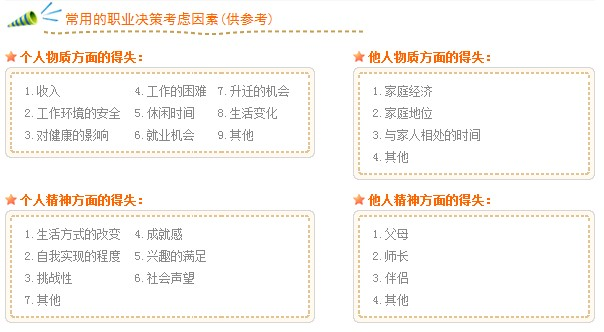 常用的职业决策考虑因素(供参考)
个人物质方面的得失：
1.收入 4.工作的困难 7.升迁的机会
2.工作环境的安全 5.休闲时间 8.生活变化
3.对健康的影响 6.就业机会 9.其他
他人物质方面的得失：
1.家庭经济
2.家庭地位
3.与家人相处的时间
4.其他
个人精神方面的得失：
1.生活方式的改变 4.成就感
2.自我实现的程度 5.兴趣的满足
3.挑战性 6.社会声望
7.其他
他人精神方面的得失：
1.父母
2.师长
3.伴侣
4.其他